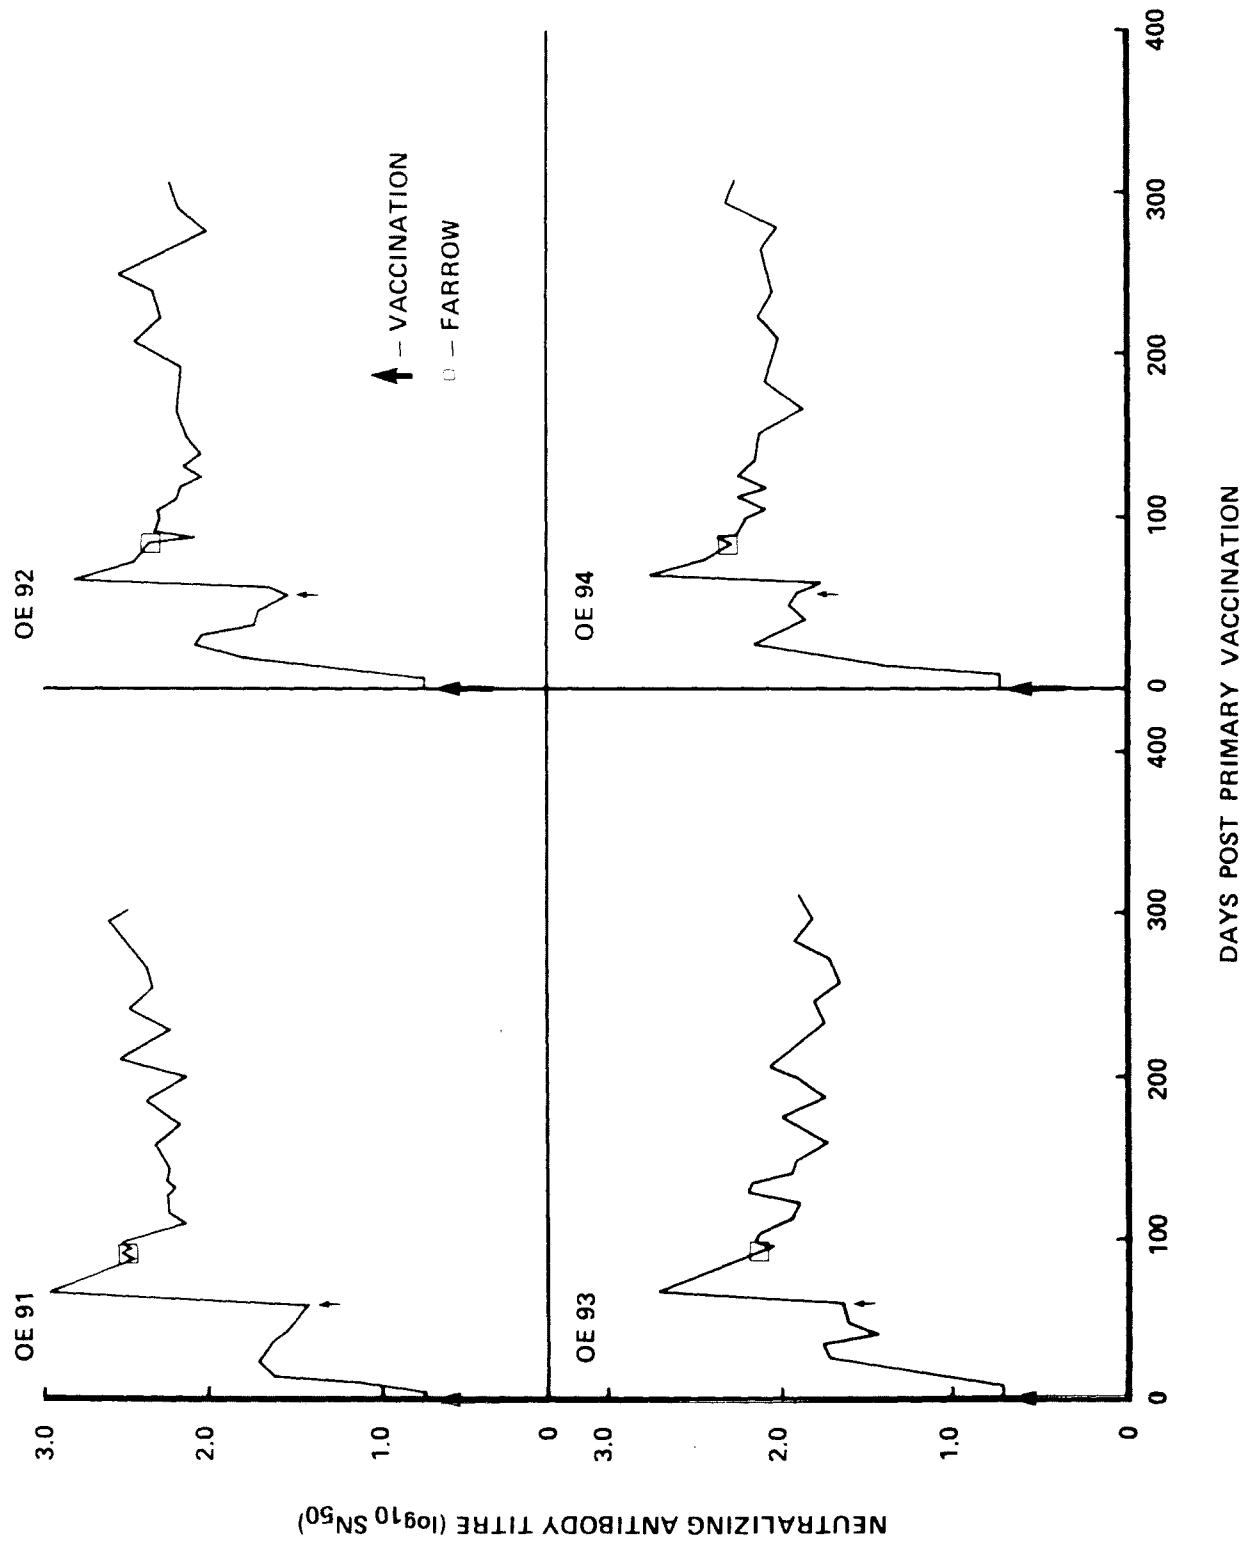 NEUTRALIZING ANTIBODY TITRE (log10 SN50)
OE 91
3.0
2.0
1.0
0
OE 92
↑ – VACCINATION
□ – FARROW
OE 93
3.0
2.0
1.0
0
0
100
200
300
400
OE 94
0
100
200
300
400
DAYS POST PRIMARY VACCINATION